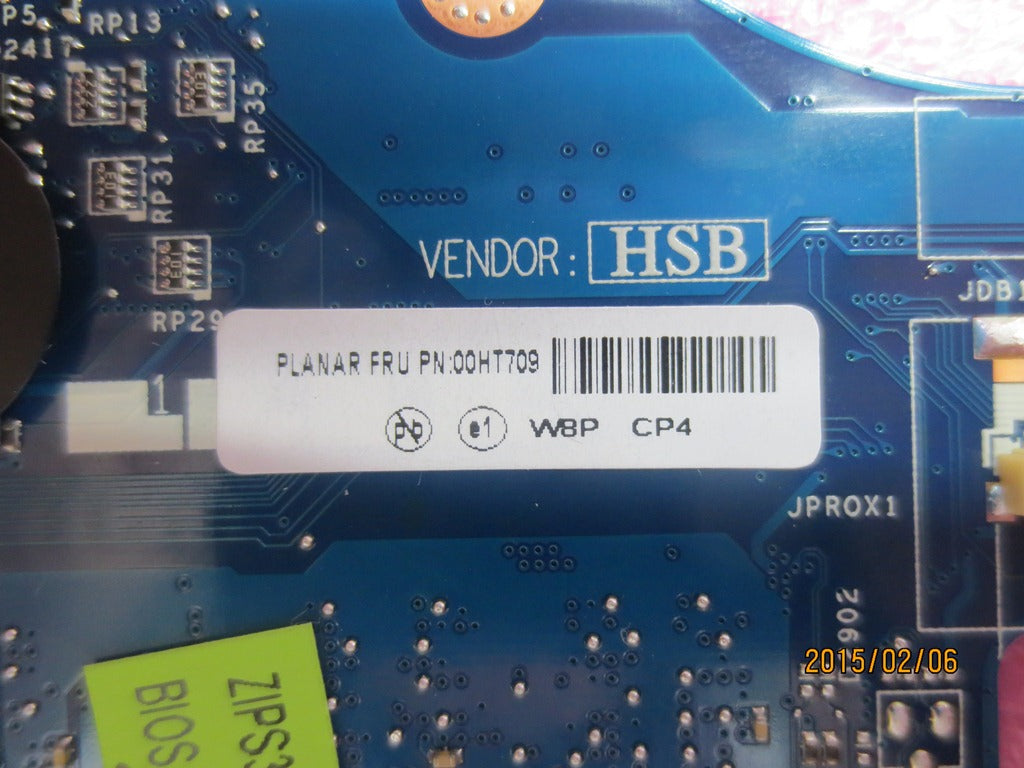 P5
RP13
2417
RP35
RP31
VENDOR: HSB
JDB1
RP29
PLANAR FRU PN:00HT709
1
e1 W8P CP4
JPROX1
902
2015/02/06
ZIPS3
BIOS